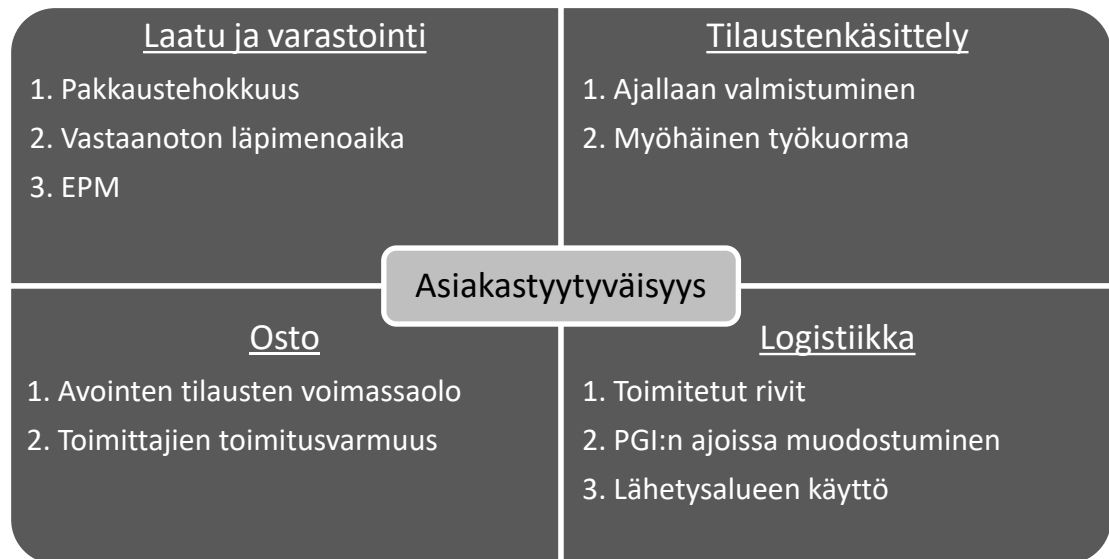 Laatu ja varastointi
1. Pakkaustehokkuus
2. Vastaanoton läpimenoaika
3. EPM
Tilaustenkäsittely
1. Ajallaan valmistuminen
2. Myöhäinen työkuorma
Asiakastyytyväisyys
Osto
1. Avointen tilausten voimassaolo
2. Toimittajien toimitusvarmuus
Logistiikka
1. Toimitetut rivit
2. PGI:n ajoissa muodostuminen
3. Lähetysalueen käyttö